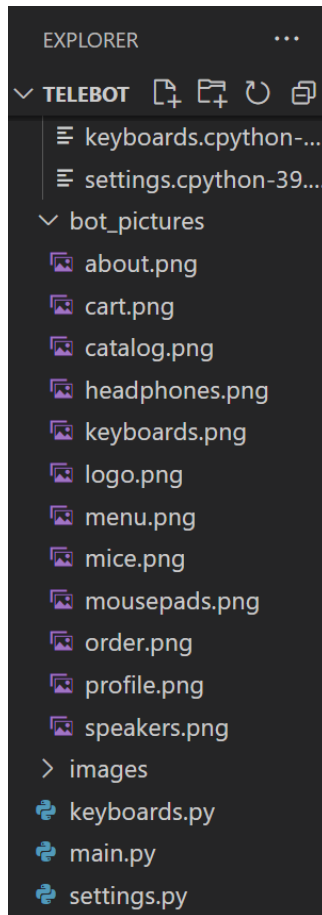 EXPLORER ...
TELEBOT
keyboards.cpython-...
settings.cpython-39....
bot_pictures
about.png
cart.png
catalog.png
headphones.png
keyboards.png
logo.png
menu.png
mice.png
mousepads.png
order.png
profile.png
speakers.png
images
keyboards.py
main.py
settings.py